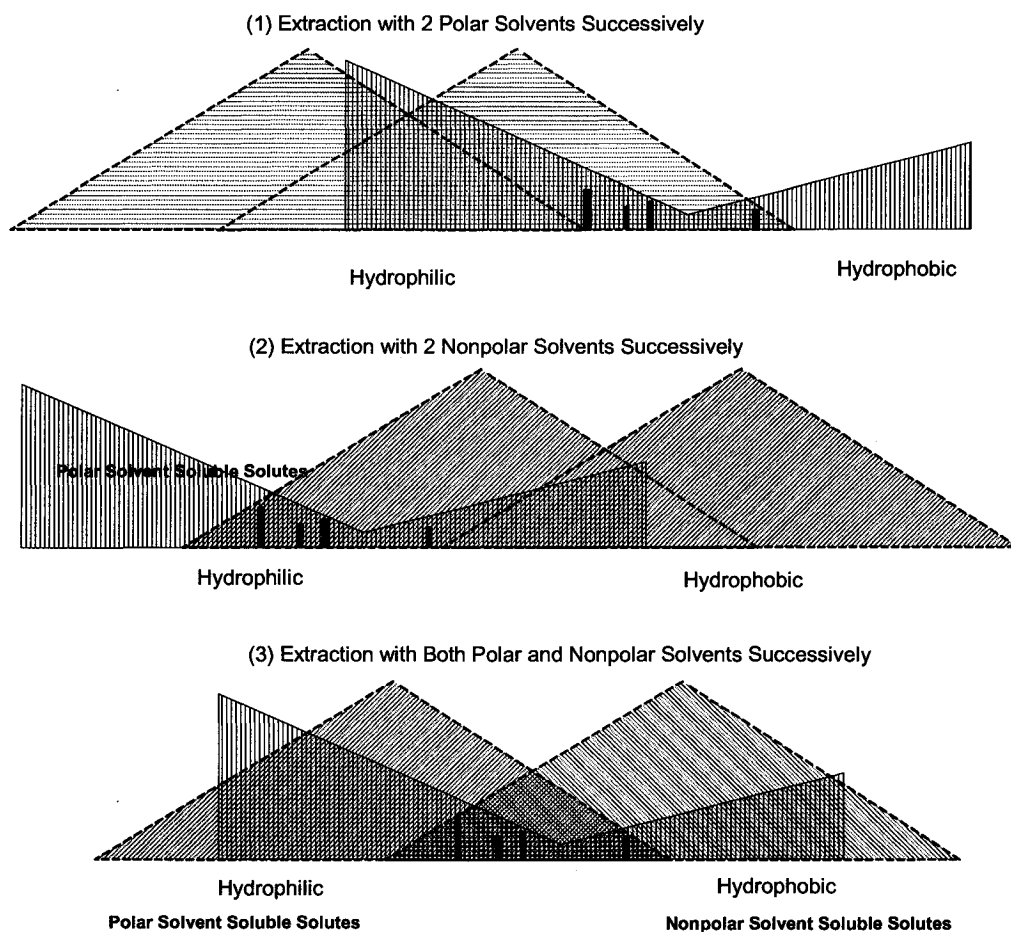 (1) Extraction with 2 Polar Solvents Successively
Hydrophilic
Hydrophobic
(2) Extraction with 2 Nonpolar Solvents Successively
Polar Solvent Soluble Solutes
Hydrophilic
Hydrophobic
(3) Extraction with Both Polar and Nonpolar Solvents Successively
Hydrophilic
Hydrophobic
Polar Solvent Soluble Solutes
Nonpolar Solvent Soluble Solutes